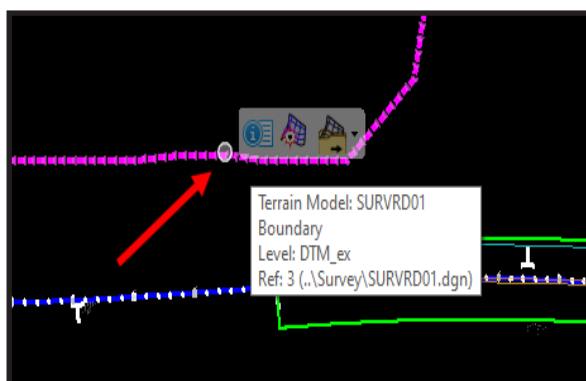 Terrain Model: SURVRD01
Boundary
Level: DTM_ex
Ref: 3 (..\Survey\SURVRD01.dgn)